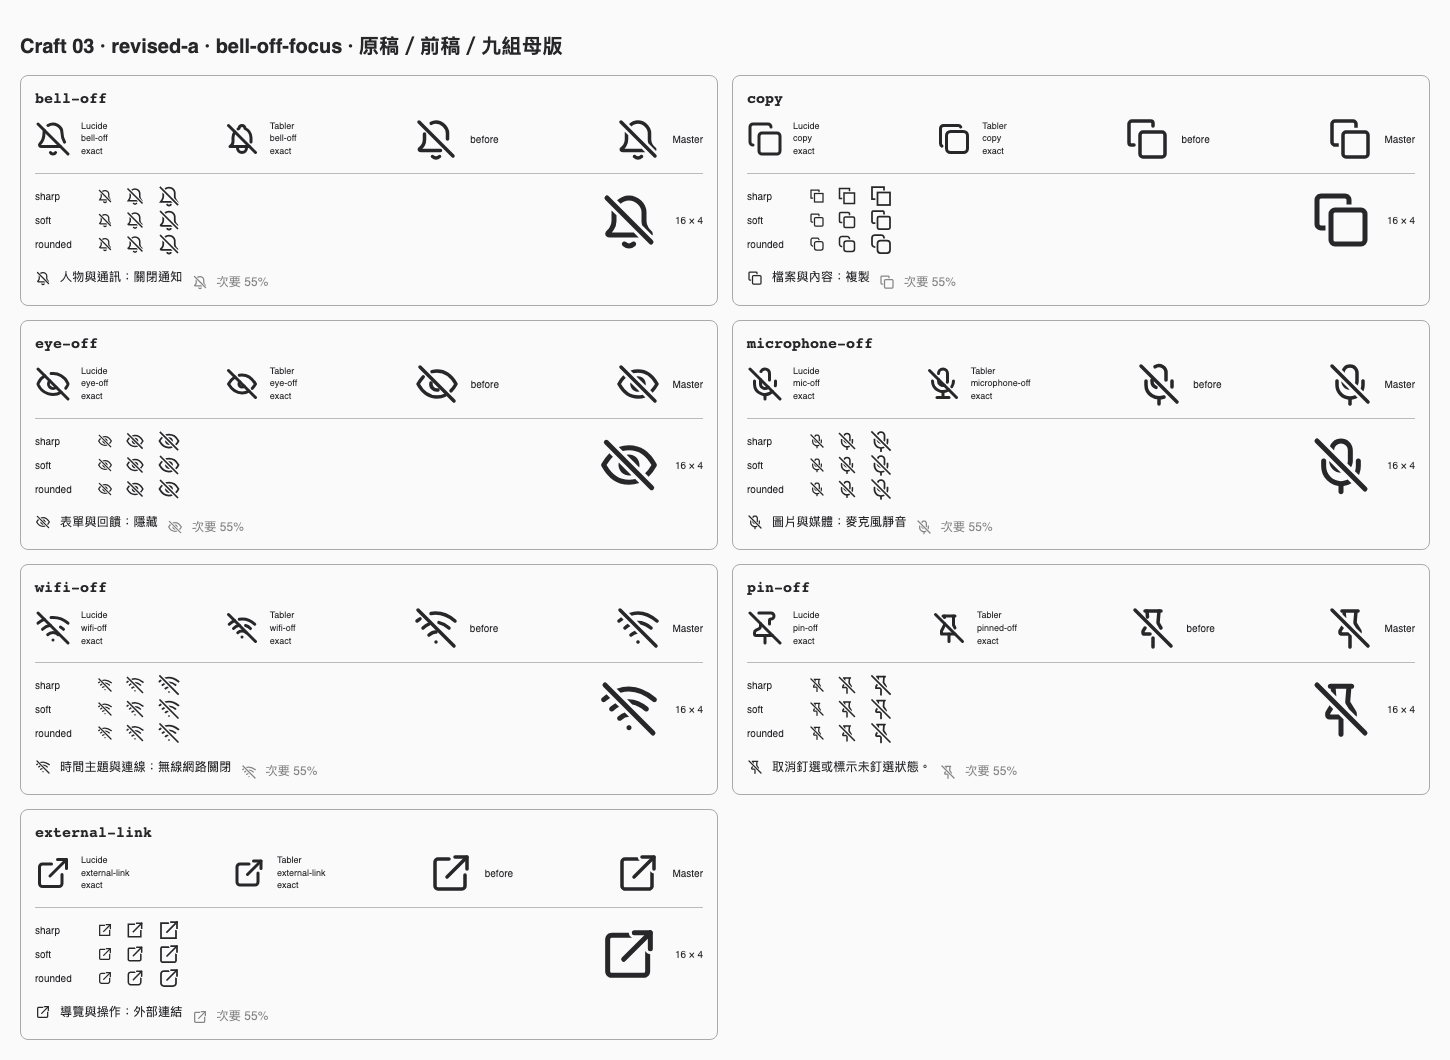 Craft 03 · revised-a · bell-off-focus · 原稿 / 前稿 / 九組母版
bell-off
Lucide
bell-off
exact
Tabler
bell-off
exact
before
Master
sharp
soft
rounded
16 × 4
人物與通訊：關閉通知
次要 55%
copy
Lucide
copy
exact
Tabler
copy
exact
before
Master
sharp
soft
rounded
16 × 4
檔案與內容：複製
次要 55%
eye-off
Lucide
eye-off
exact
Tabler
eye-off
exact
before
Master
sharp
soft
rounded
16 × 4
表單與回饋：隱藏
次要 55%
microphone-off
Lucide
mic-off
exact
Tabler
microphone-off
exact
before
Master
sharp
soft
rounded
16 × 4
圖片與媒體：麥克風靜音
次要 55%
wifi-off
Lucide
wifi-off
exact
Tabler
wifi-off
exact
before
Master
sharp
soft
rounded
16 × 4
時間主題與連線：無線網路關閉
次要 55%
pin-off
Lucide
pin-off
exact
Tabler
pinned-off
exact
before
Master
sharp
soft
rounded
16 × 4
取消釘選或標示未釘選狀態。
次要 55%
external-link
Lucide
external-link
exact
Tabler
external-link
exact
before
Master
sharp
soft
rounded
16 × 4
導覽與操作：外部連結
次要 55%